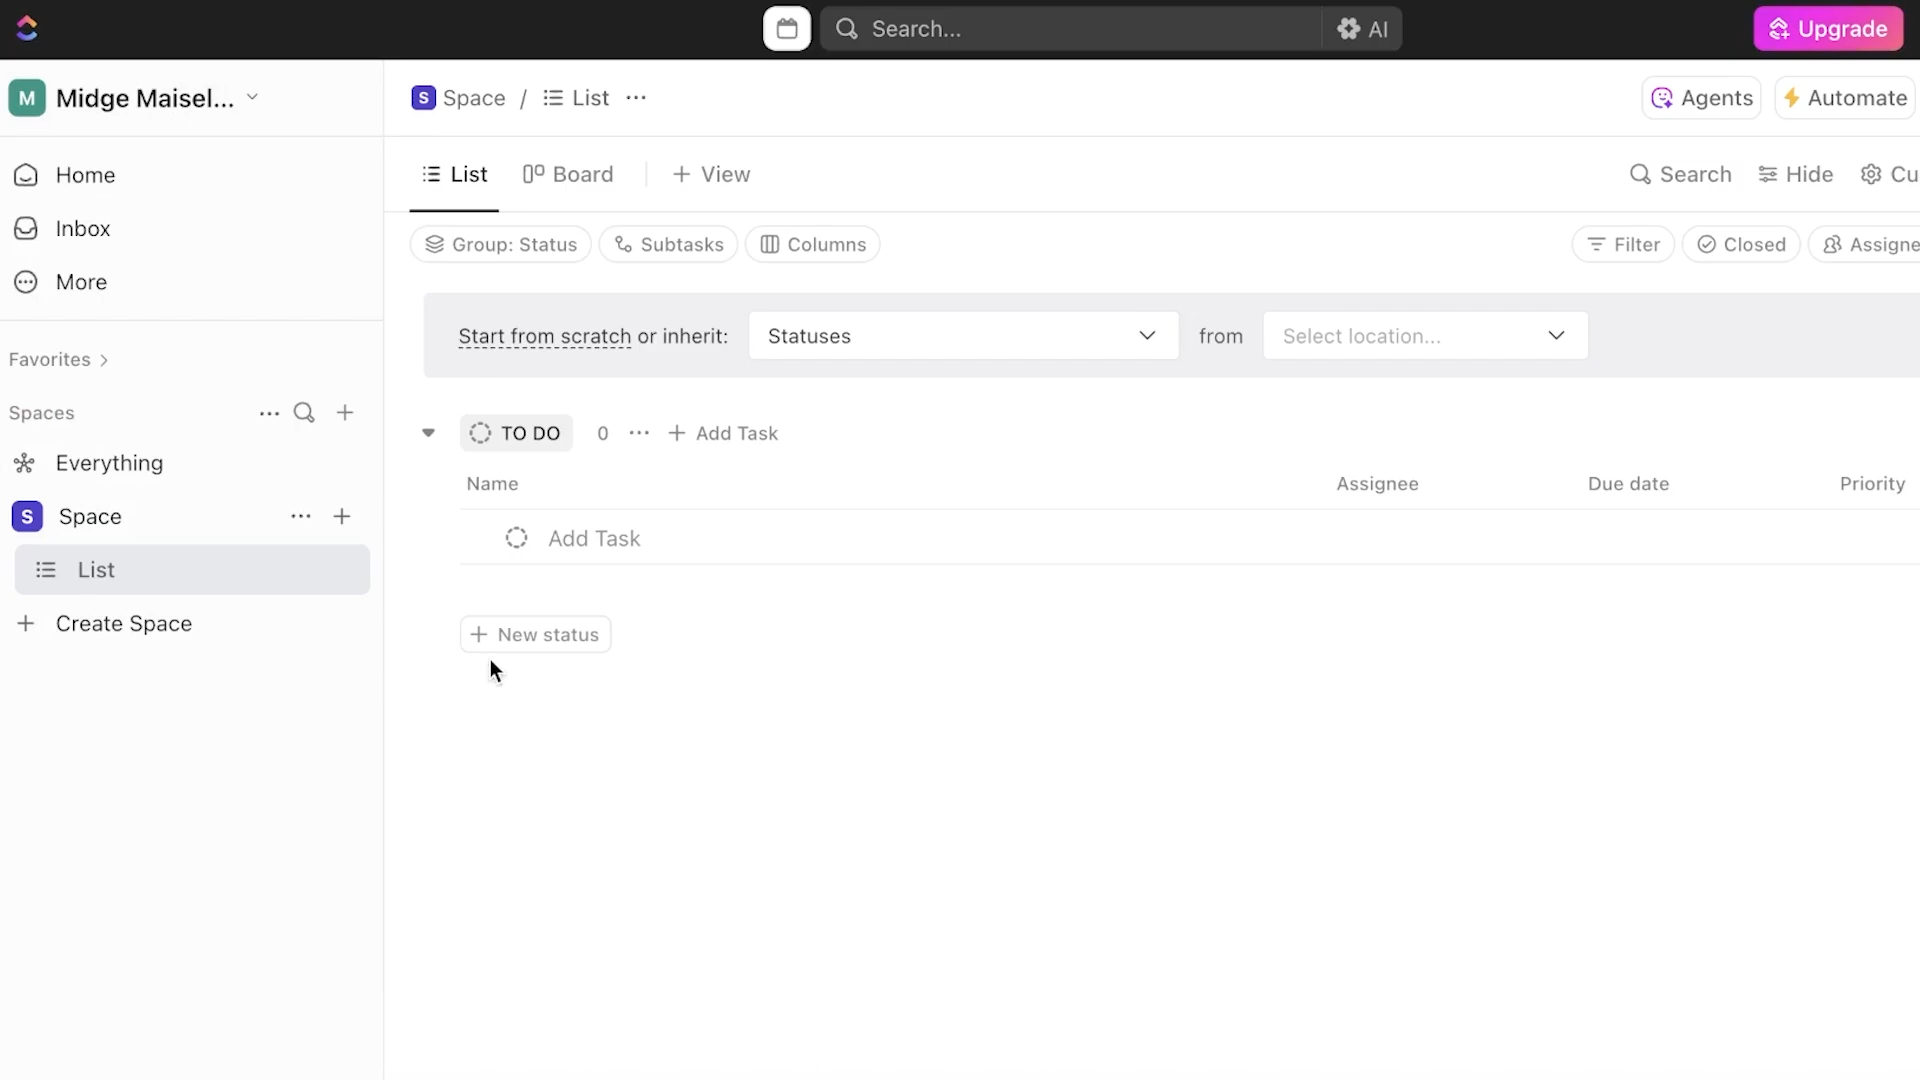 Search...
AI
Upgrade
M Midge Maisel...
S Space / List ...
Agents
Automate
Home
Inbox
More
List
Board
+ View
Search
Hide
Cu
Group: Status
Subtasks
Columns
Filter
Closed
Assigne
Start from scratch or inherit:
Statuses
from
Select location...
Favorites
Spaces
Everything
S Space
List
Create Space
TO DO
0
+ Add Task
Name
Assignee
Due date
Priority
Add Task
+ New status